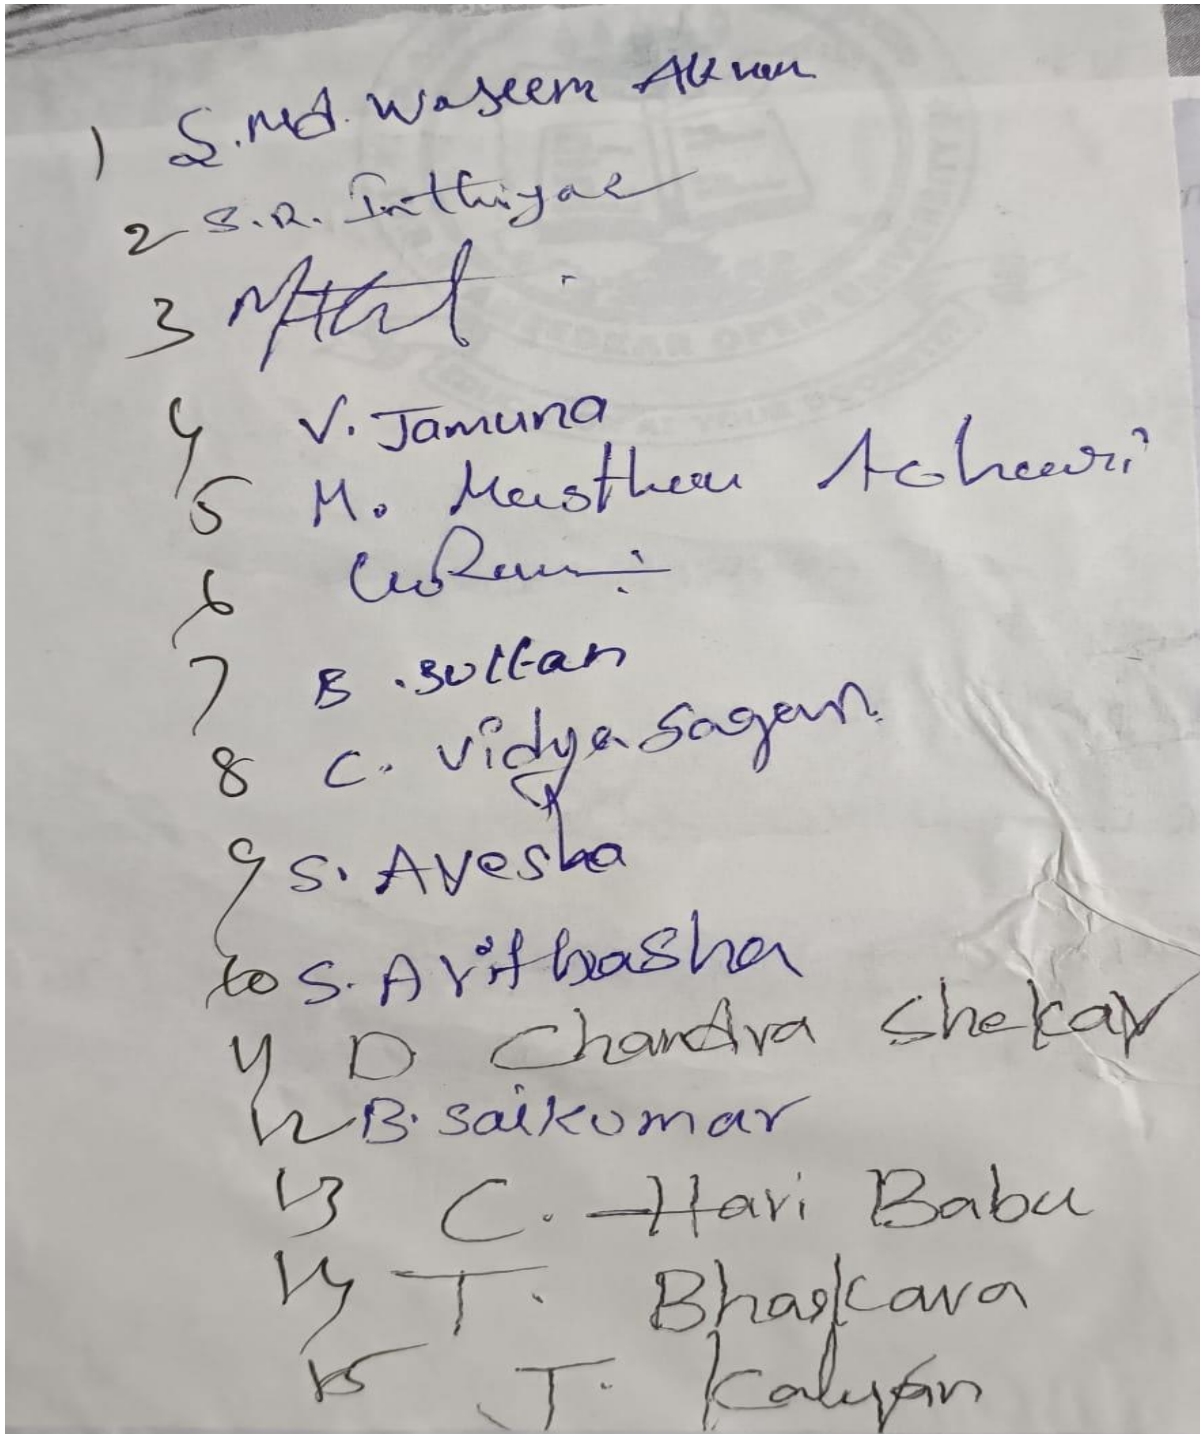 1) S. Md. Waseem Akram
2 S.R. Inthiyaz
3
4 V. Jamuna
5 M. Masthan Achari
6
7 B. Sultan
8 C. Vidya Sagar.
9 S. Ayesha
10 S. Arifbasha
11 D Chandra Shekar
12 B. Saikumar
13 C. Hari Babu
14 T. Bhaskara
15 T. Kalyan